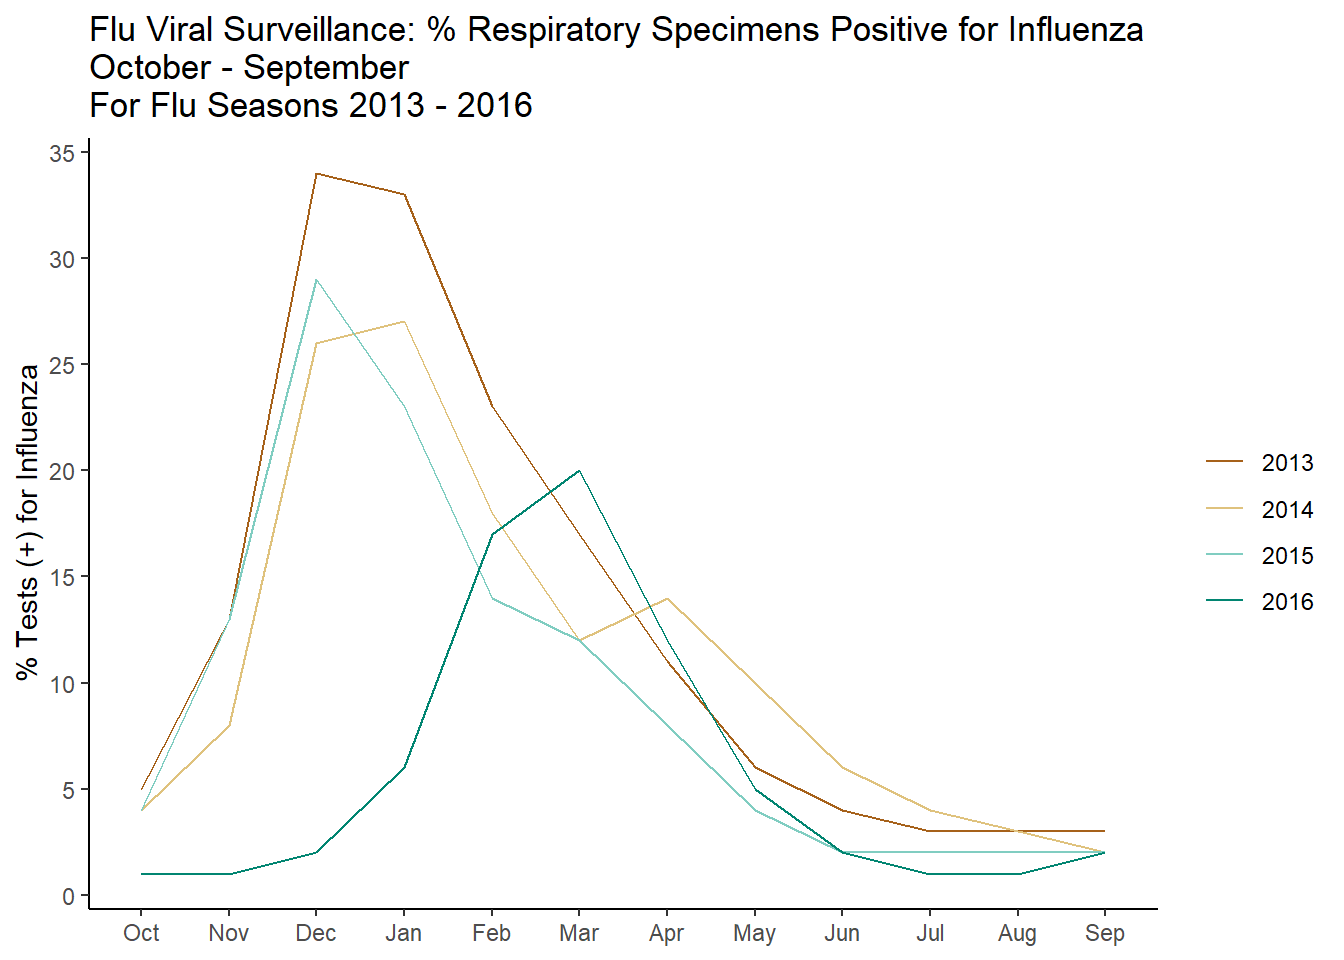 Flu Viral Surveillance: % Respiratory Specimens Positive for Influenza
October - September
For Flu Seasons 2013 - 2016
% Tests (+) for Influenza
35
30
25
20
15
10
5
0
Oct Nov Dec Jan Feb Mar Apr May Jun Jul Aug Sep
2013
2014
2015
2016